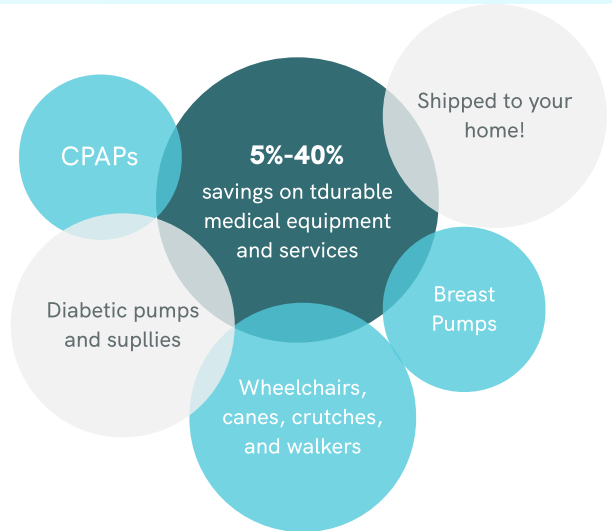 Shipped to your
home!
CPAPs
5%-40%
savings on tdurable
medical equipment
and services
Diabetic pumps
and supllies
Breast
Pumps
Wheelchairs,
canes, crutches,
and walkers